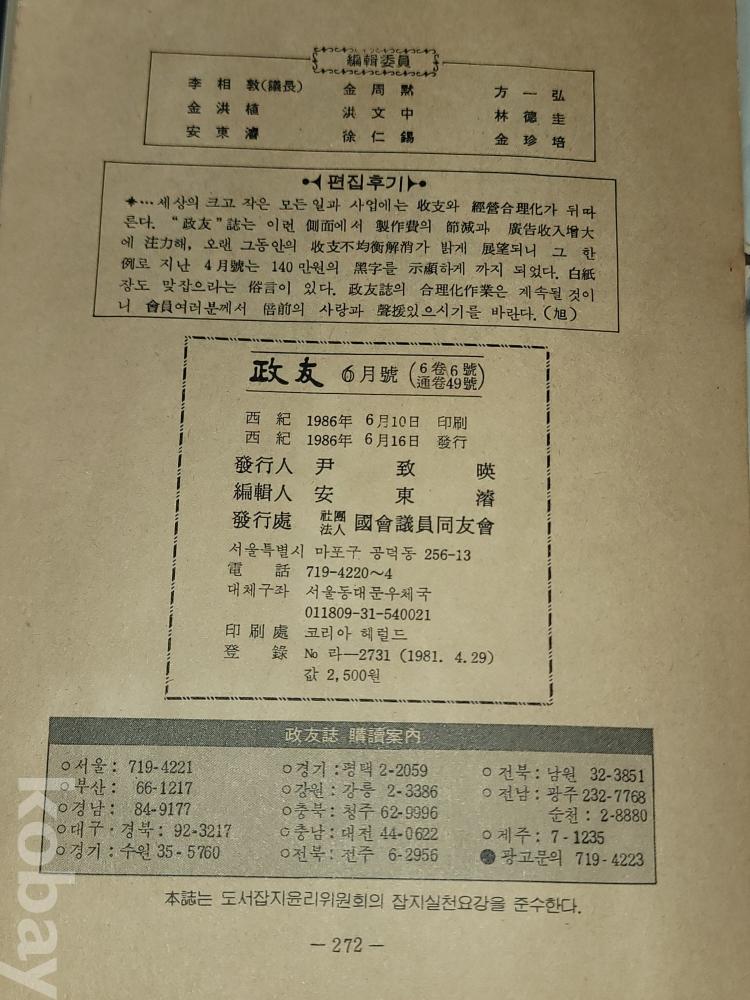 編輯委員
李相敦(議長) 金周黙 方一弘
金洪植 洪文中 林德圭
安東濬 徐仁錫 金珍培
편집후기
✦…세상의 크고 작은 모든일과 사업에는 收支와 經營合理化가 뒤따
른다. “政友”誌는 이런 側面에서 製作費의 節減과 廣告收入增大
에 注力해, 오랜 그동안의 收支不均衡解消가 밝게 展望되니 그 한
例로 지난 4月號는 140만원의 黑字를 示顯하게 까지 되었다. 白紙
장도 맞잡으라는 俗言이 있다. 政友誌의 合理化作業은 계속될 것이
니 會員여러분께서 倍前의 사랑과 聲援있으시기를 바란다. (旭)
政友 6月號 (6卷6號 通卷49號)
西紀 1986年 6月10日 印刷
西紀 1986年 6月16日 發行
發行人 尹致暎
編輯人 安東濬
發行處 社團法人 國會議員同友會
서울특별시 마포구 공덕동 256-13
電話 719-4220～4
대체구좌 서울동대문우체국
011809-31-540021
印刷處 코리아 헤럴드
登錄 № 라—2731 (1981. 4.29)
값 2,500원
政友誌 購讀案內
○서울: 719-4221 ○경기:평택 2-2059 ○전북:남원 32-3851
○부산: 66-1217 ○강원:강릉 2-3386 ○전남:광주 232-7768
○경남: 84-9177 ○충북:청주 62-9996 순천: 2-8880
○대구·경북: 92-3217 ○충남:대전 44-0622 ○제주: 7-1235
○경기:수원 35-5760 ○전북:전주 6-2956 ●광고문의 719-4223
本誌는 도서잡지윤리위원회의 잡지실천요강을 준수한다.
— 272 —
kobay